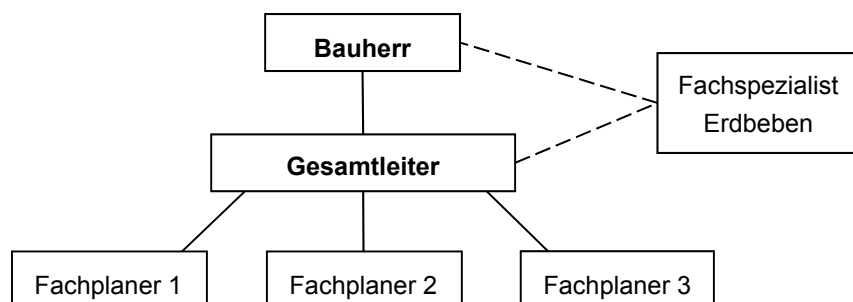 Bauherr
Fachspezialist
Erdbeben
Gesamtleiter
Fachplaner 1
Fachplaner 2
Fachplaner 3